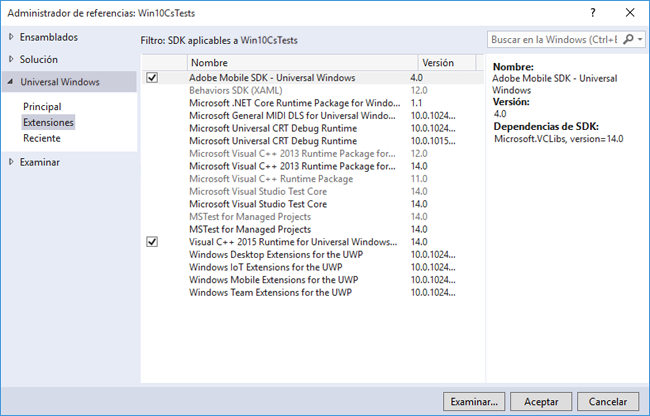 Administrador de referencias: Win10CsTests
Ensamblados
Solución
Universal Windows
Principal
Extensiones
Reciente
Examinar
Filtro: SDK aplicables a Win10CsTests
Nombre Versión
Adobe Mobile SDK - Universal Windows 4.0
Behaviors SDK (XAML) 12.0
Microsoft .NET Core Runtime Package for Windo... 1.1
Microsoft General MIDI DLS for Universal Windo... 10.0.1024...
Microsoft Universal CRT Debug Runtime 10.0.1024...
Microsoft Universal CRT Debug Runtime 10.0.1015...
Microsoft Visual C++ 2013 Runtime Package for... 12.0
Microsoft Visual C++ 2013 Runtime Package for... 14.0
Microsoft Visual C++ Runtime Package 11.0
Microsoft Visual Studio Test Core 14.0
Microsoft Visual Studio Test Core 14.0
MSTest for Managed Projects 14.0
MSTest for Managed Projects 14.0
Visual C++ 2015 Runtime for Universal Windows... 14.0
Windows Desktop Extensions for the UWP 10.0.1024...
Windows IoT Extensions for the UWP 10.0.1024...
Windows Mobile Extensions for the UWP 10.0.1024...
Windows Team Extensions for the UWP 10.0.1024...
Buscar en la Windows (Ctrl+E
Nombre:
Adobe Mobile SDK - Universal
Windows
Versión:
4.0
Dependencias de SDK:
Microsoft.VCLibs, version=14.0
Examinar... Aceptar Cancelar